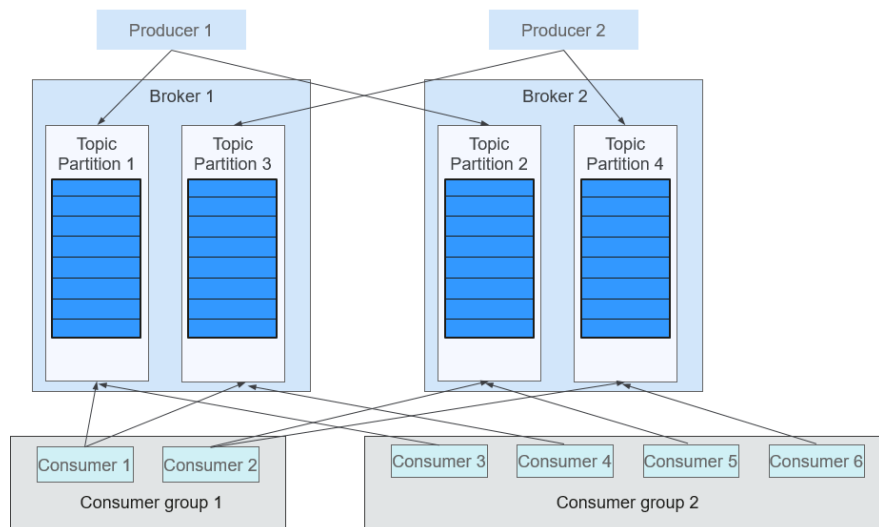 Producer 1
Producer 2
Broker 1
Broker 2
Topic
Partition 1
Topic
Partition 3
Topic
Partition 2
Topic
Partition 4
Consumer 1
Consumer 2
Consumer group 1
Consumer 3
Consumer 4
Consumer 5
Consumer 6
Consumer group 2